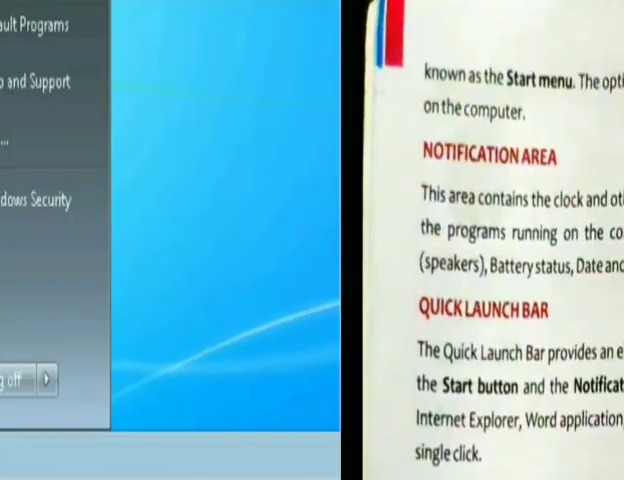 ault Programs
p and Support
...
dows Security
g off
known as the Start menu. The opti
on the computer.
NOTIFICATION AREA
This area contains the clock and ot
the programs running on the co
(speakers), Battery status, Date and
QUICK LAUNCH BAR
The Quick Launch Bar provides an e
the Start button and the Notificat
Internet Explorer, Word application,
single click.